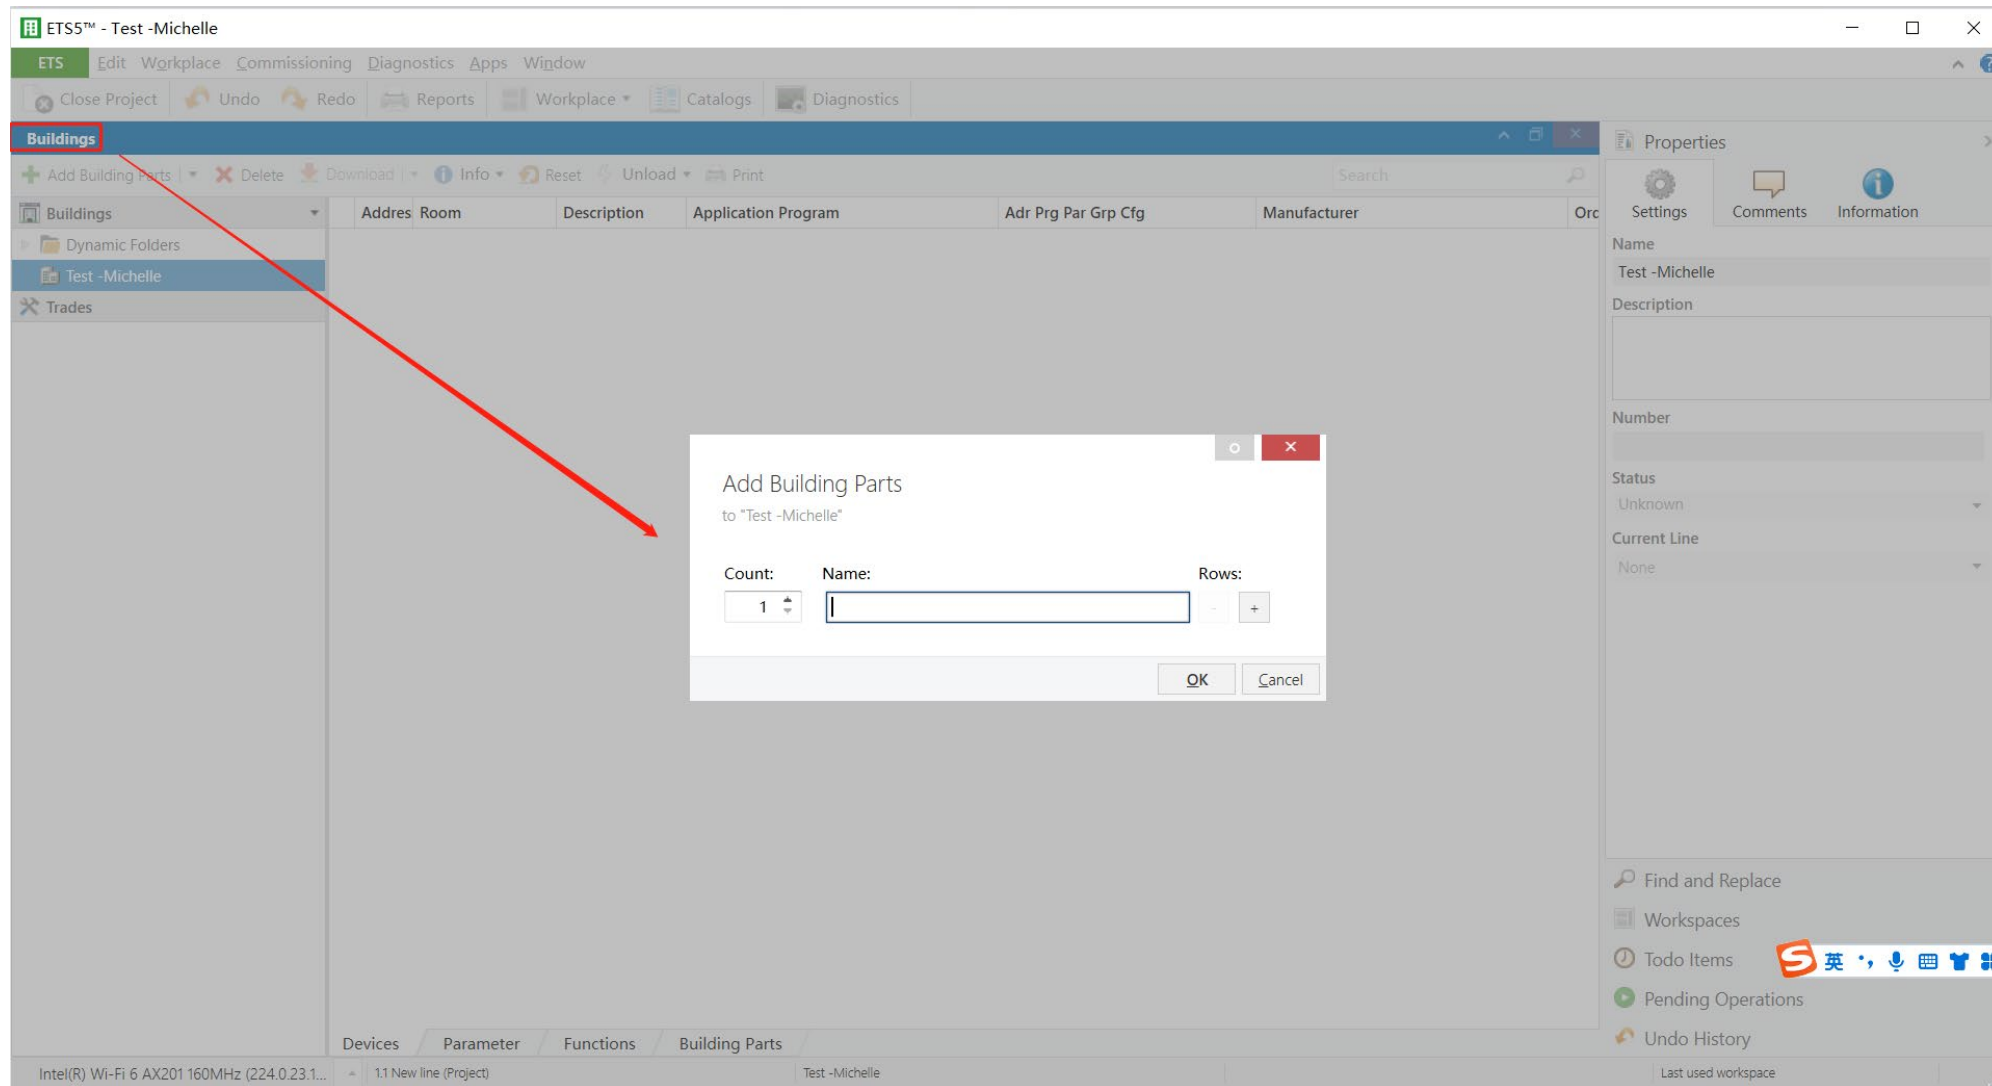 ETS5™ - Test -Michelle
ETS Edit Workplace Commissioning Diagnostics Apps Window
Close Project Undo Redo Reports Workplace Catalogs Diagnostics
Buildings
Add Building Parts Delete Download Info Reset Unload Print Search
Buildings
Dynamic Folders
Test -Michelle
Trades
Addres Room Description Application Program Adr Prg Par Grp Cfg Manufacturer Orc
Add Building Parts
to "Test -Michelle"
Count: Name: Rows:
1 - +
OK Cancel
Properties
Settings Comments Information
Name
Test -Michelle
Description
Number
Status
Unknown
Current Line
None
Find and Replace
Workspaces
Todo Items
英
Pending Operations
Undo History
Devices Parameter Functions Building Parts
Intel(R) Wi-Fi 6 AX201 160MHz (224.0.23.1... 1.1 New line (Project) Test -Michelle Last used workspace